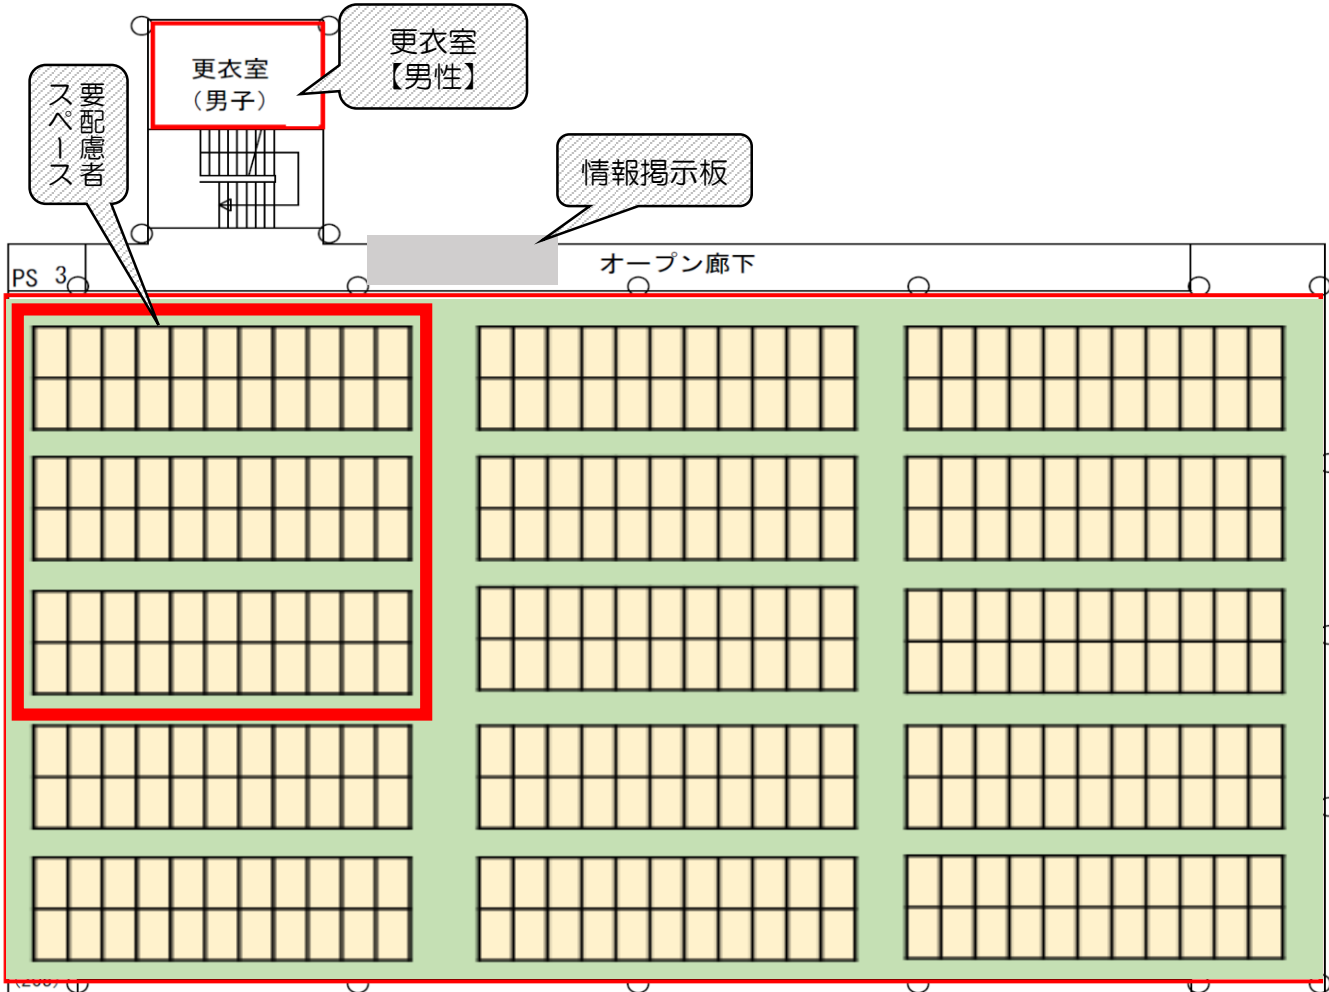 更衣室
（男子）
更衣室
【男性】
要配慮者
スペース
情報掲示板
オープン廊下
PS 3